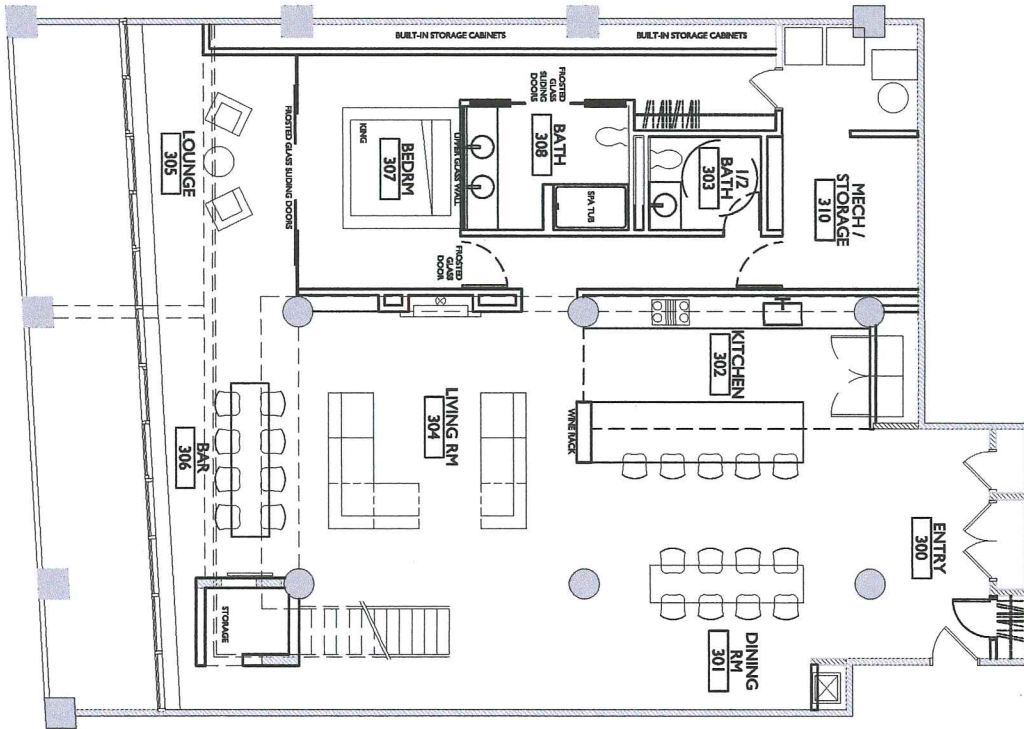 BUILT-IN STORAGE CABINETS
BUILT-IN STORAGE CABINETS
FROSTED
GLASS
SLIDING
DOORS
LOUNGE
305
FROSTED GLASS SLIDING DOORS
KING
BEDRM
307
UPPER GLASS WALL
BATH
308
SPA TUB
1/2
BATH
303
MECH /
STORAGE
310
FROSTED
GLASS
DOOR
KITCHEN
302
WINE RACK
LIVING RM
304
BAR
306
ENTRY
300
STORAGE
DINING
RM
301